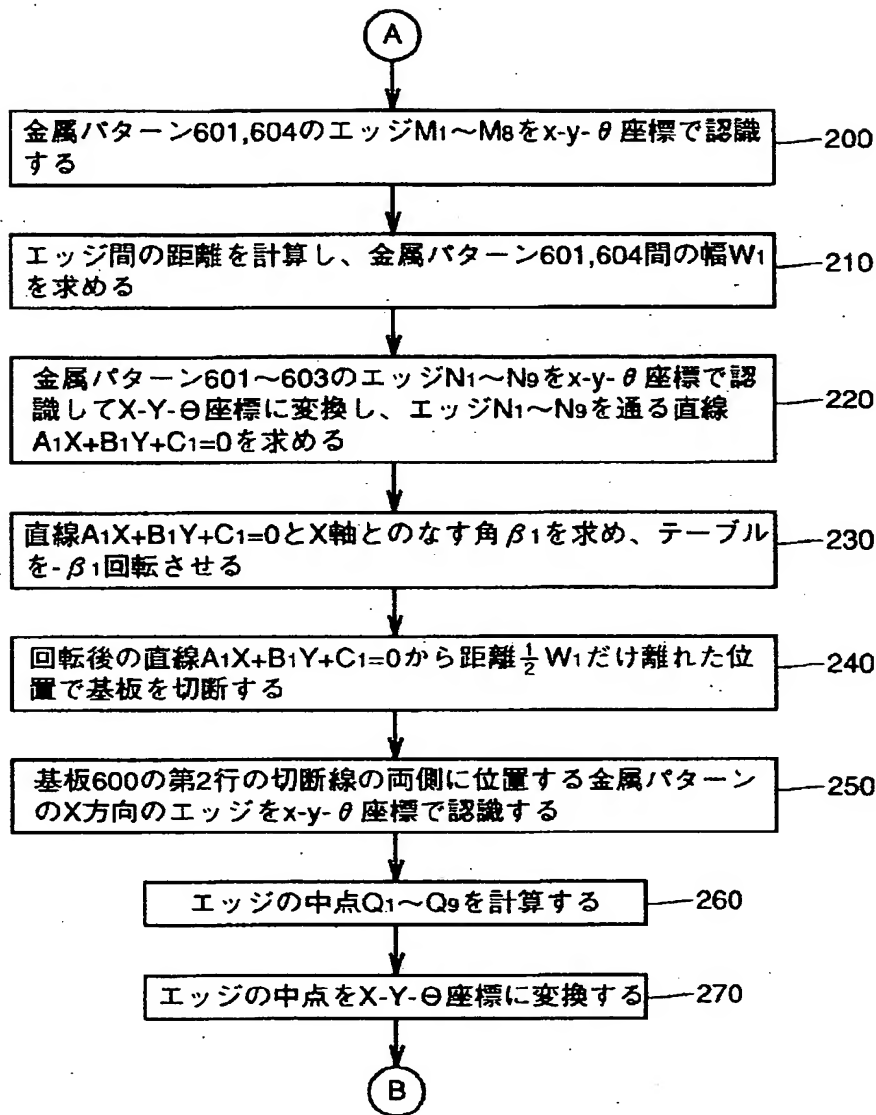 A
金属パターン601,604のエッジM1～M8をx-y-θ座標で認識
する
200
エッジ間の距離を計算し、金属パターン601,604間の幅W1
を求める
210
金属パターン601～603のエッジN1～N9をx-y-θ座標で認
識してX-Y-Θ座標に変換し、エッジN1～N9を通る直線
A1X+B1Y+C1=0を求める
220
直線A1X+B1Y+C1=0とX軸とのなす角β1を求め、テーブル
を-β1回転させる
230
回転後の直線A1X+B1Y+C1=0から距離1/2 W1だけ離れた位
置で基板を切断する
240
基板600の第2行の切断線の両側に位置する金属パターン
のX方向のエッジをx-y-θ座標で認識する
250
エッジの中点Q1～Q9を計算する
260
エッジの中点をX-Y-Θ座標に変換する
270
B